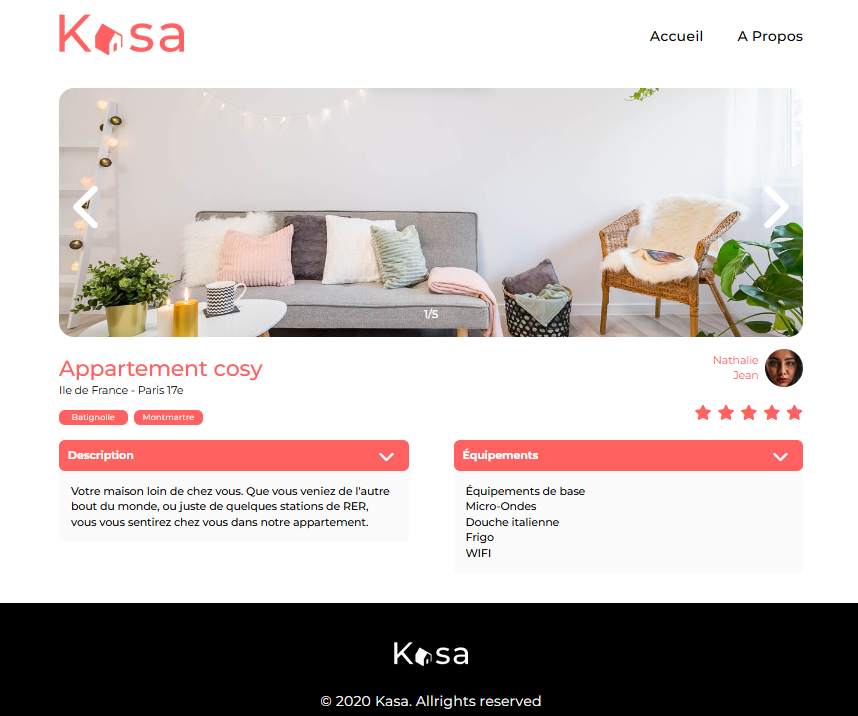 Kasa
Accueil A Propos
1/5
Appartement cosy
Ile de France - Paris 17e
Nathalie
Jean
Batignolle Montmartre
Description
Votre maison loin de chez vous. Que vous veniez de l'autre
bout du monde, ou juste de quelques stations de RER,
vous vous sentirez chez vous dans notre appartement.
Équipements
Équipements de base
Micro-Ondes
Douche italienne
Frigo
WIFI
Kasa
© 2020 Kasa. Allrights reserved